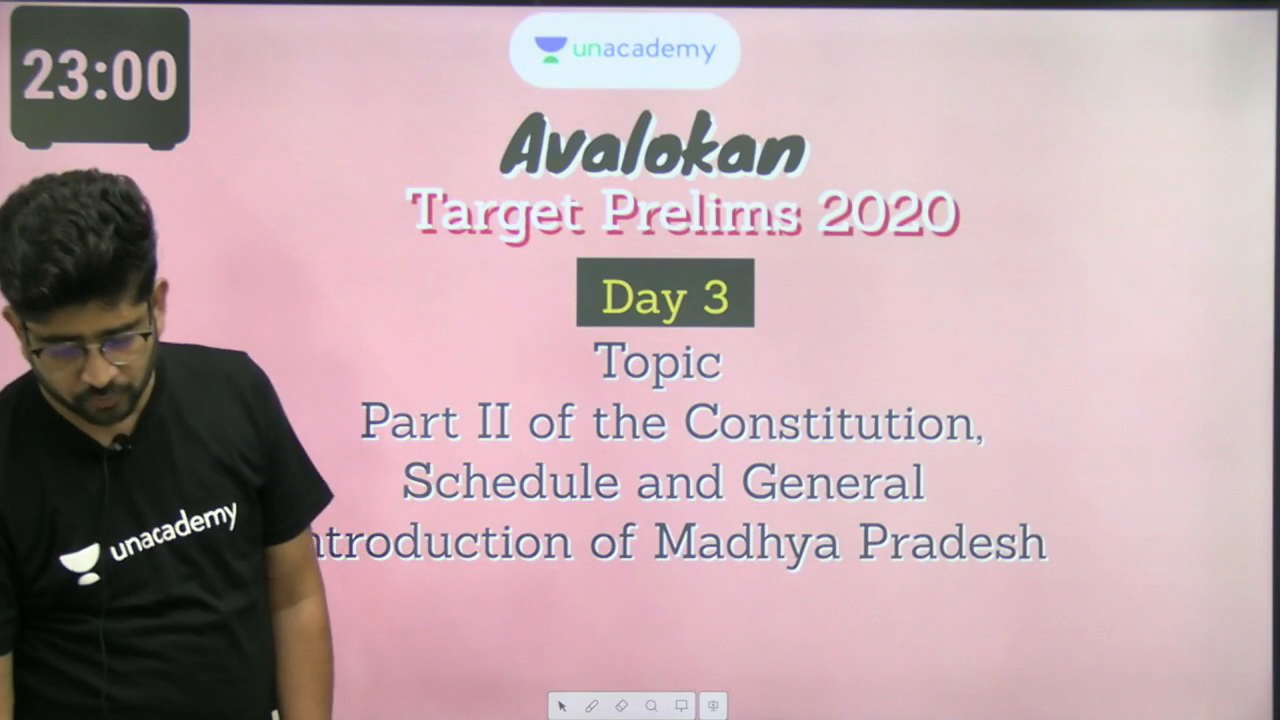 23:00
unacademy
Avalokan
Target Prelims 2020
Day 3
Topic
Part II of the Constitution,
Schedule and General
ntroduction of Madhya Pradesh
unacademy